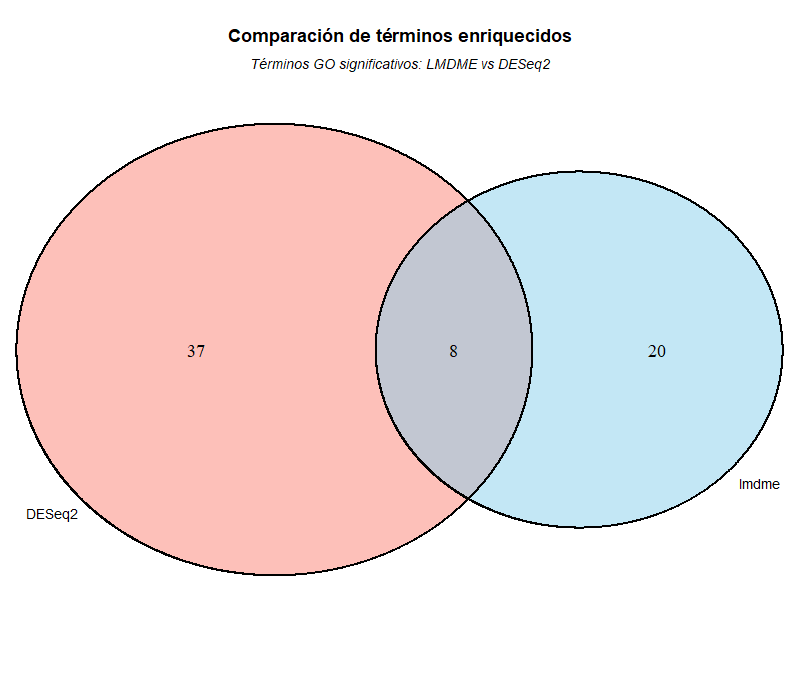 Comparación de términos enriquecidos
Términos GO significativos: LMDME vs DESeq2
37
8
20
lmdme
DESeq2